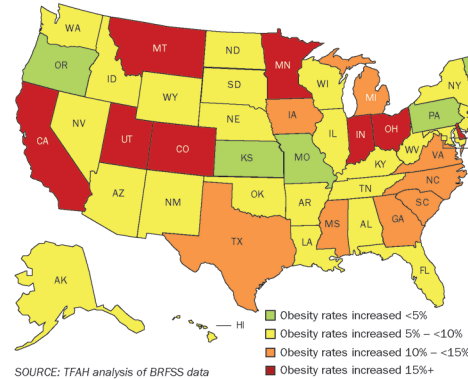 WA
MT
ND
MN
OR
ID
SD
WI
MI
NY
WY
NE
IA
PA
NV
IL
IN
OH
CA
UT
CO
KS
MO
WV
VA
KY
NC
AZ
NM
OK
AR
TN
SC
MS
AL
GA
TX
LA
FL
AK
HI
Obesity rates increased <5%
Obesity rates increased 5% – <10%
Obesity rates increased 10% – <15%
Obesity rates increased 15%+
SOURCE: TFAH analysis of BRFSS data